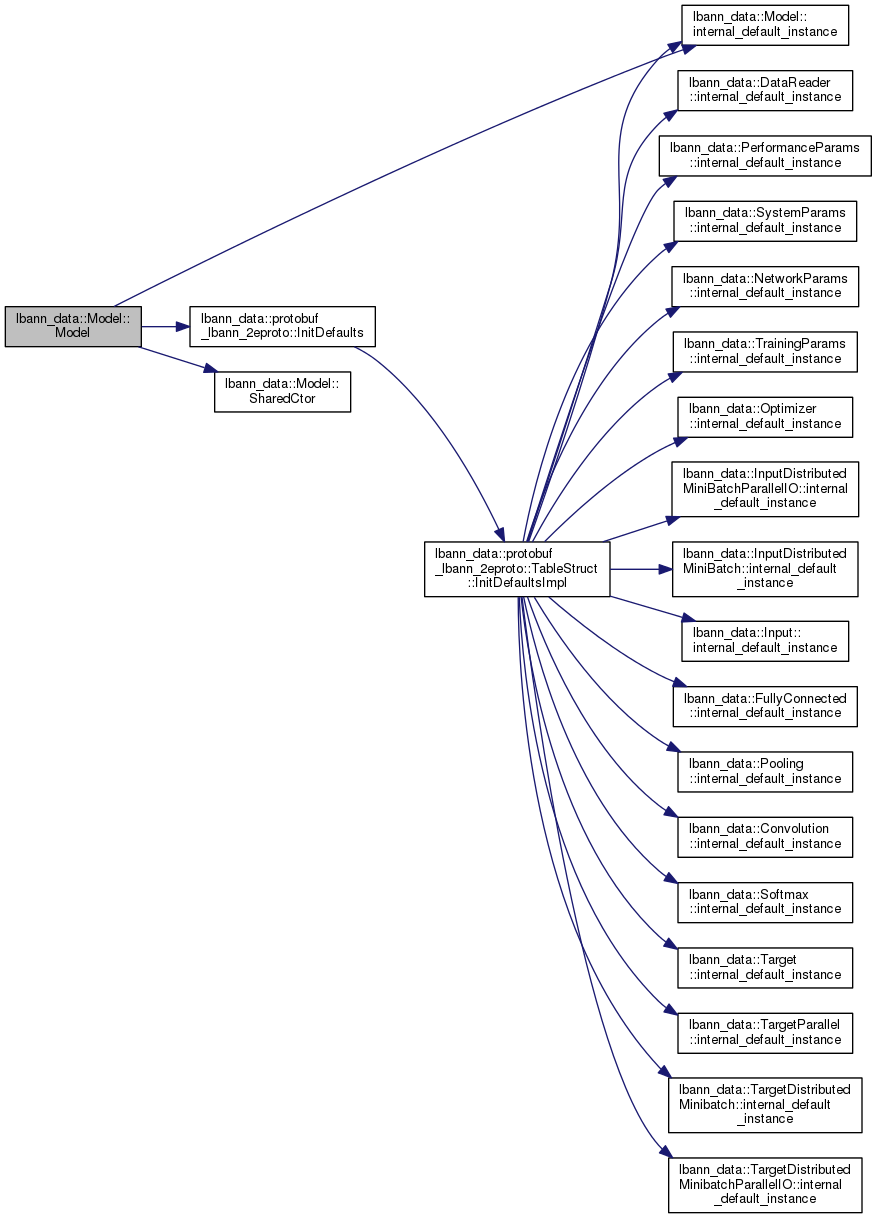 lbann_data::Model::
internal_default_instance
lbann_data::DataReader
::internal_default_instance
lbann_data::PerformanceParams
::internal_default_instance
lbann_data::SystemParams
::internal_default_instance
lbann_data::NetworkParams
::internal_default_instance
lbann_data::Model::
Model
lbann_data::protobuf
_lbann_2eproto::InitDefaults
lbann_data::TrainingParams
::internal_default_instance
lbann_data::Model::
SharedCtor
lbann_data::Optimizer
::internal_default_instance
lbann_data::InputDistributed
MiniBatchParallelIO::internal
_default_instance
lbann_data::protobuf
_lbann_2eproto::TableStruct
::InitDefaultsImpl
lbann_data::InputDistributed
MiniBatch::internal_default
_instance
lbann_data::Input::
internal_default_instance
lbann_data::FullyConnected
::internal_default_instance
lbann_data::Pooling
::internal_default_instance
lbann_data::Convolution
::internal_default_instance
lbann_data::Softmax
::internal_default_instance
lbann_data::Target
::internal_default_instance
lbann_data::TargetParallel
::internal_default_instance
lbann_data::TargetDistributed
Minibatch::internal_default
_instance
lbann_data::TargetDistributed
MinibatchParallelIO::internal
_default_instance